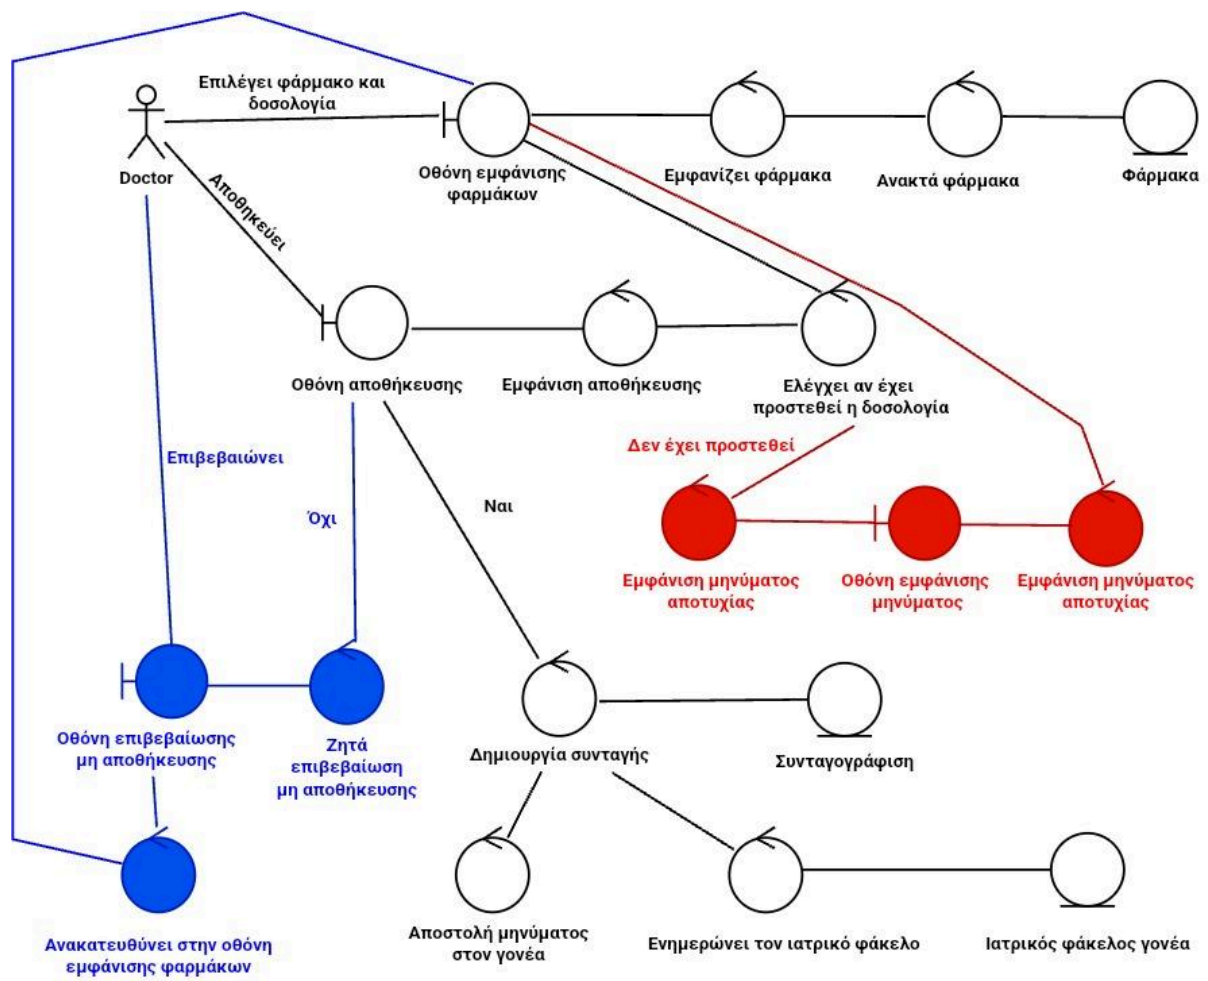 Επιλέγει φάρμακο και
δοσολογία
Doctor
Οθόνη εμφάνισης
φαρμάκων
Εμφανίζει φάρμακα
Ανακτά φάρμακα
Φάρμακα
Αποθηκεύει
Οθόνη αποθήκευσης
Εμφάνιση αποθήκευσης
Ελέγχει αν έχει
προστεθεί η δοσολογία
Δεν έχει προστεθεί
Επιβεβαιώνει
Όχι
Ναι
Εμφάνιση μηνύματος
αποτυχίας
Οθόνη εμφάνισης
μηνύματος
Εμφάνιση μηνύματος
αποτυχίας
Οθόνη επιβεβαίωσης
μη αποθήκευσης
Ζητά
επιβεβαίωση
μη αποθήκευσης
Δημιουργία συνταγής
Συνταγογράφιση
Ανακατευθύνει στην οθόνη
εμφάνισης φαρμάκων
Αποστολή μηνύματος
στον γονέα
Ενημερώνει τον ιατρικό φάκελο
Ιατρικός φάκελος γονέα